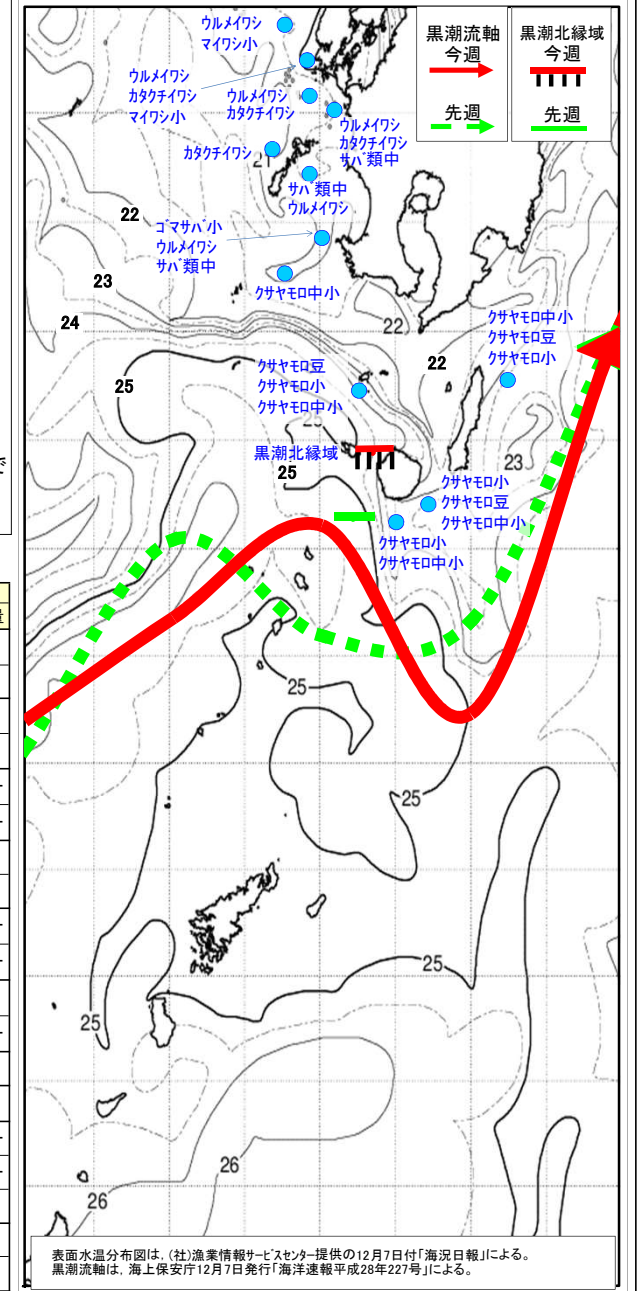 ウルメイワシ
マイワシ小
ウルメイワシ
カタクチイワシ
マイワシ小
ウルメイワシ
カタクチイワシ
ウルメイワシ
カタクチイワシ
サバ類中
カタクチイワシ
21
サバ類中
ウルメイワシ
ゴマサバ小
ウルメイワシ
サバ類中
クサヤモロ中小
黒潮流軸
今週
先週
黒潮北縁域
今週
先週
22
23
24
22
25
22
クサヤモロ中小
クサヤモロ豆
クサヤモロ小
クサヤモロ豆
クサヤモロ小
クサヤモロ中小
25
黒潮北縁域
25
23
クサヤモロ小
クサヤモロ豆
クサヤモロ中小
クサヤモロ小
クサヤモロ中小
で
量
25
25
25
25
26
26
表面水温分布図は、(社)漁業情報サービスセンター提供の12月7日付「海況日報」による。
黒潮流軸は、海上保安庁12月7日発行「海洋速報平成28年227号」による。